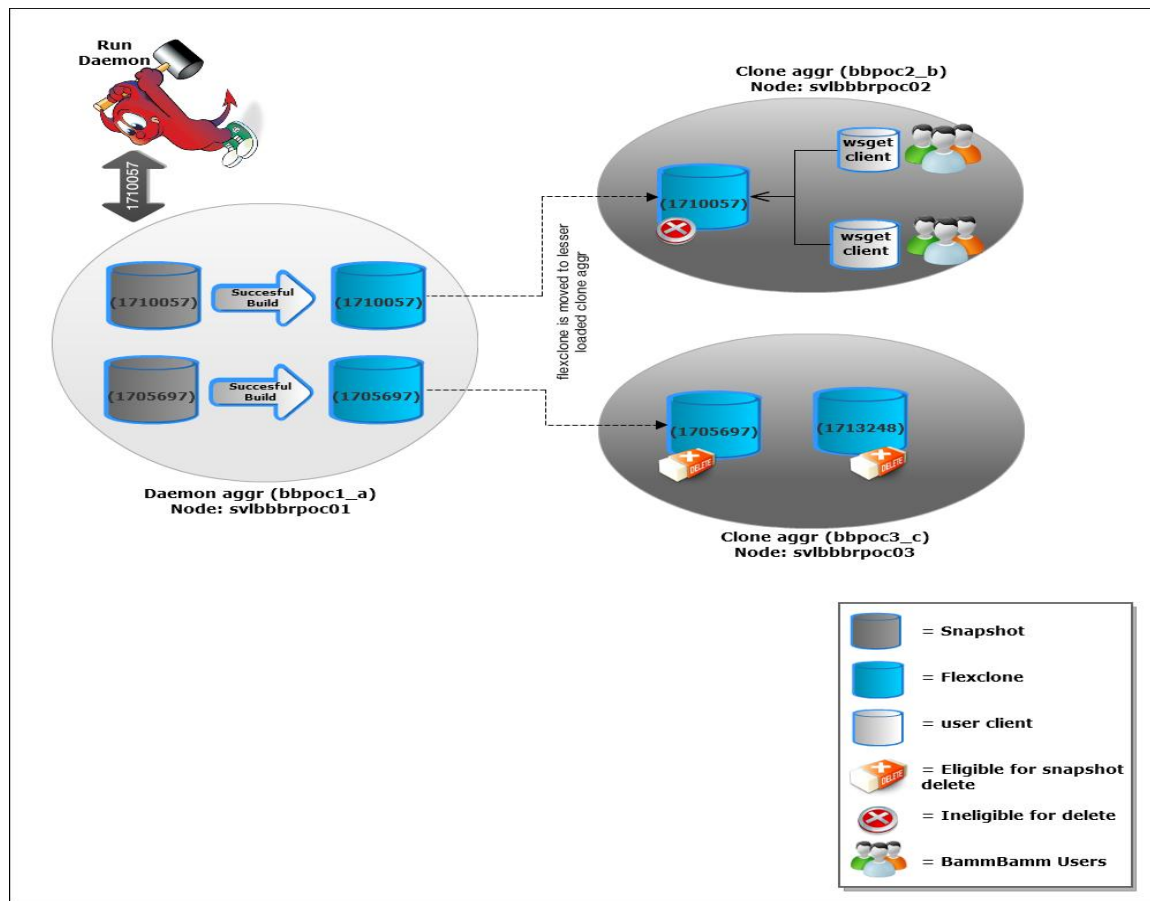 Run
Daemon
1710057
(1710057)
Succesful
Build
(1710057)
(1705697)
Succesful
Build
(1705697)
Daemon aggr (bbpoc1_a)
Node: svlbbbrpoc01
flexclone is moved to lesser
loaded clone aggr
Clone aggr (bbpoc2_b)
Node: svlbbbrpoc02
(1710057)
wsget
client
wsget
client
(1705697)
DELETE
(1713248)
DELETE
Clone aggr (bbpoc3_c)
Node: svlbbbrpoc03
= Snapshot
= Flexclone
= user client
DELETE
= Eligible for snapshot
delete
= Ineligible for delete
= BammBamm Users